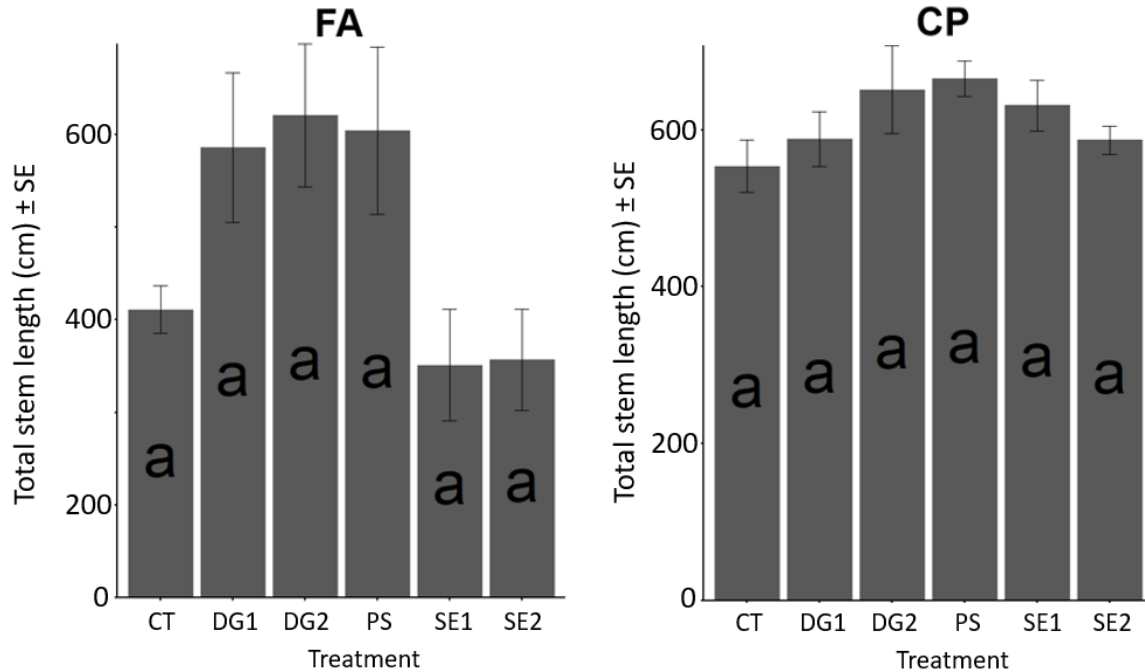 FA
Total stem length (cm) ± SE
600
400
200
0
a
a
a
a
a
a
CT DG1 DG2 PS SE1 SE2
Treatment
CP
Total stem length (cm) ± SE
600
400
200
0
a
a
a
a
a
a
CT DG1 DG2 PS SE1 SE2
Treatment